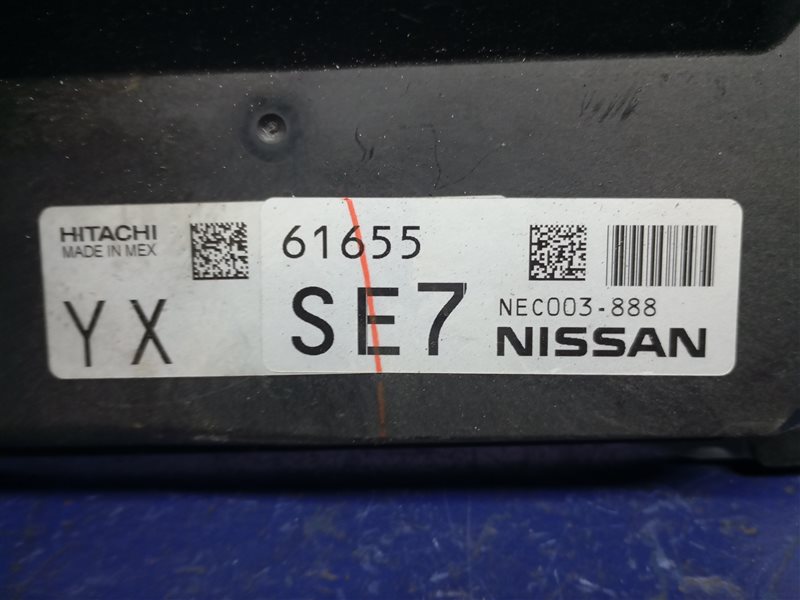 HITACHI
MADE IN MEX
YX
61655
SE7
NEC003-888
NISSAN